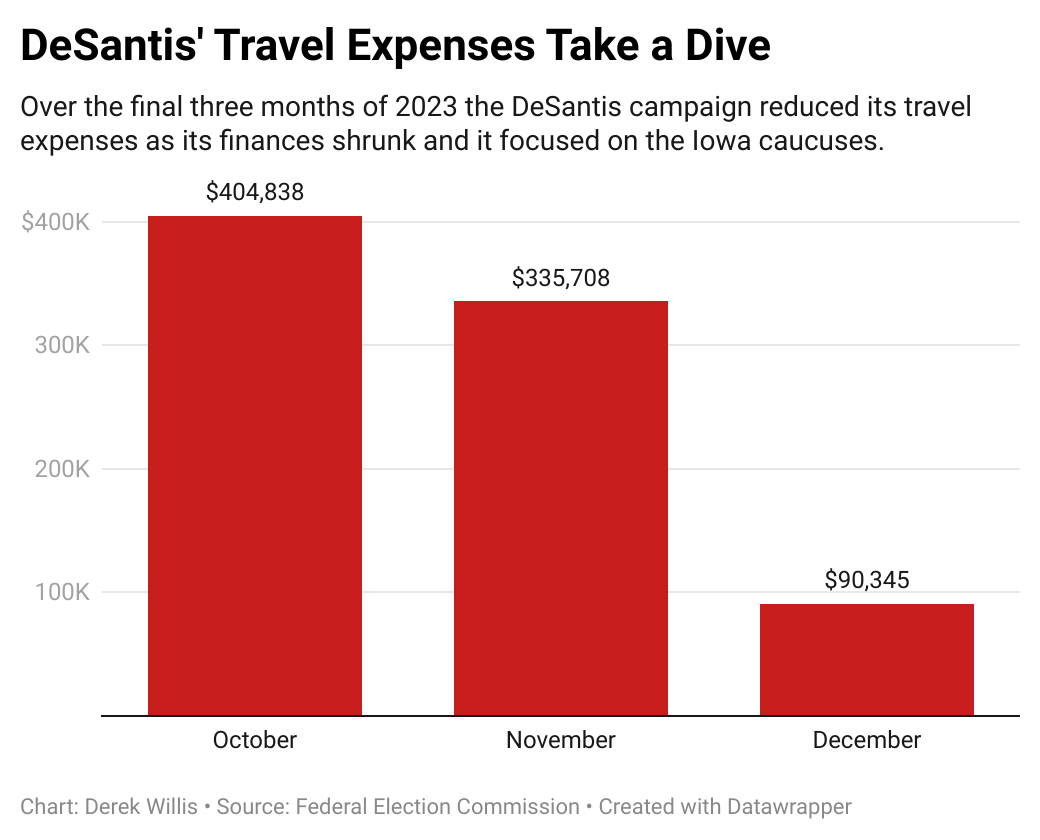 DeSantis' Travel Expenses Take a Dive
Over the final three months of 2023 the DeSantis campaign reduced its travel
expenses as its finances shrunk and it focused on the Iowa caucuses.
$404,838
$400K
$335,708
300K
200K
$90,345
100K
October November December
Chart: Derek Willis • Source: Federal Election Commission • Created with Datawrapper